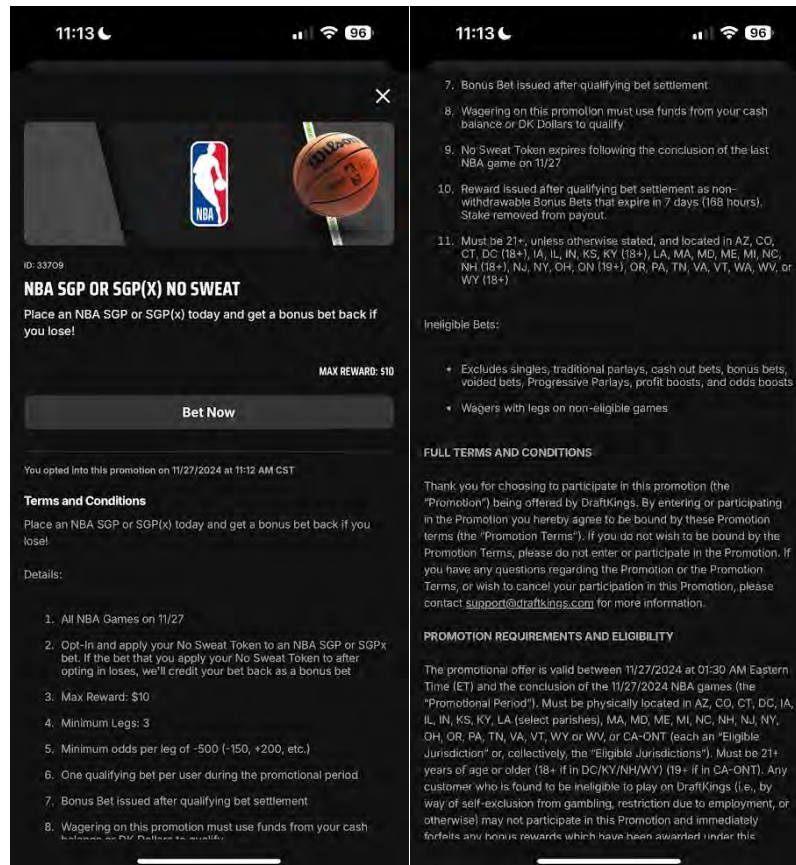 11:13
96
NBA
Wilson
ID: 33709
NBA SGP OR SGP(X) NO SWEAT
Place an NBA SGP or SGP(x) today and get a bonus bet back if
you lose!
MAX REWARD: $10
Bet Now
You opted into this promotion on 11/27/2024 at 11:12 AM CST
Terms and Conditions
Place an NBA SGP or SGP(x) today and get a bonus bet back if you
lose!
Details:
1. All NBA Games on 11/27
2. Opt-In and apply your No Sweat Token to an NBA SGP or SGPx
bet. If the bet that you apply your No Sweat Token to after
opting in loses, we'll credit your bet back as a bonus bet
3. Max Reward: $10
4. Minimum Legs: 3
5. Minimum odds per leg of -500 (-150, +200, etc.)
6. One qualifying bet per user during the promotional period
7. Bonus Bet issued after qualifying bet settlement
8. Wagering on this promotion must use funds from your cash
balance or DK Dollars to qualify
11:13
96
7. Bonus Bet issued after qualifying bet settlement
8. Wagering on this promotion must use funds from your cash
balance or DK Dollars to qualify
9. No Sweat Token expires following the conclusion of the last
NBA game on 11/27
10. Reward issued after qualifying bet settlement as non-
withdrawable Bonus Bets that expire in 7 days (168 hours).
Stake removed from payout.
11. Must be 21+, unless otherwise stated, and located in AZ, CO,
CT, DC (18+), IA, IL, IN, KS, KY (18+), LA, MA, MD, ME, MI, NC,
NH (18+), NJ, NY, OH, ON (19+), OR, PA, TN, VA, VT, WA, WV, or
WY (18+)
Ineligible Bets:
• Excludes singles, traditional parlays, cash out bets, bonus bets,
voided bets, Progressive Parlays, profit boosts, and odds boosts
• Wagers with legs on non-eligible games
FULL TERMS AND CONDITIONS
Thank you for choosing to participate in this promotion (the
"Promotion") being offered by DraftKings. By entering or participating
in the Promotion you hereby agree to be bound by these Promotion
terms (the "Promotion Terms"). If you do not wish to be bound by the
Promotion Terms, please do not enter or participate in the Promotion. If
you have any questions regarding the Promotion or the Promotion
Terms, or wish to cancel your participation in this Promotion, please
contact support@draftkings.com for more information.
PROMOTION REQUIREMENTS AND ELIGIBILITY
The promotional offer is valid between 11/27/2024 at 01:30 AM Eastern
Time (ET) and the conclusion of the 11/27/2024 NBA games (the
"Promotional Period"). Must be physically located in AZ, CO, CT, DC, IA,
IL, IN, KS, KY, LA (select parishes), MA, MD, ME, MI, NC, NH, NJ, NY,
OH, OR, PA, TN, VA, VT, WY or WV, or CA-ONT (each an "Eligible
Jurisdiction" or, collectively, the "Eligible Jurisdictions"). Must be 21+
years of age or older (18+ if in DC/KY/NH/WY) (19+ if in CA-ONT). Any
customer who is found to be ineligible to play on DraftKings (i.e., by
way of self-exclusion from gambling, restriction due to employment, or
otherwise) may not participate in this Promotion and immediately
forfeits any bonus rewards which have been awarded under this